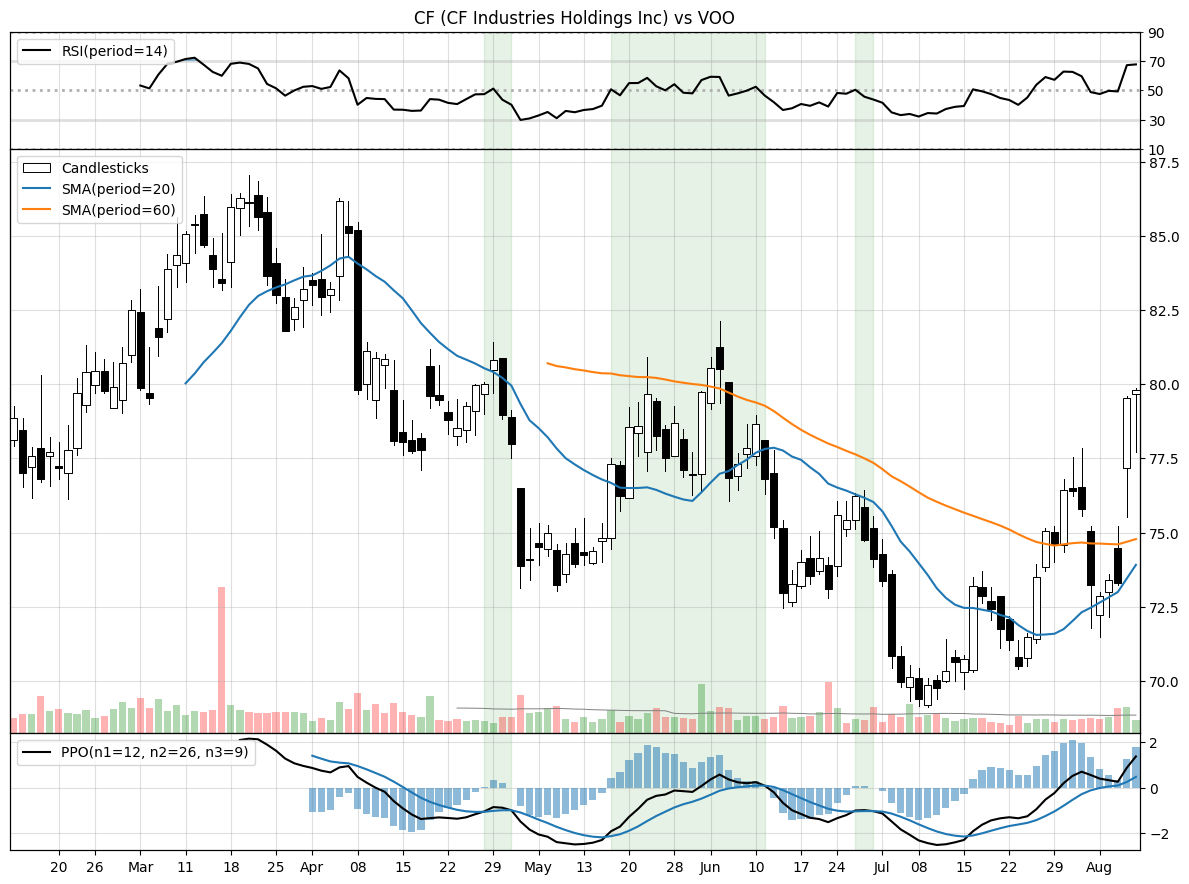 CF (CF Industries Holdings Inc) vs VOO
RSI(period=14)
90
70
50
30
10
Candlesticks
SMA(period=20)
SMA(period=60)
87.5
85.0
82.5
80.0
77.5
75.0
72.5
70.0
PPO(n1=12, n2=26, n3=9)
2
0
−2
20 26 Mar 11 18 25 Apr 08 15 22 29 May 13 20 28 Jun 10 17 24 Jul 08 15 22 29 Aug